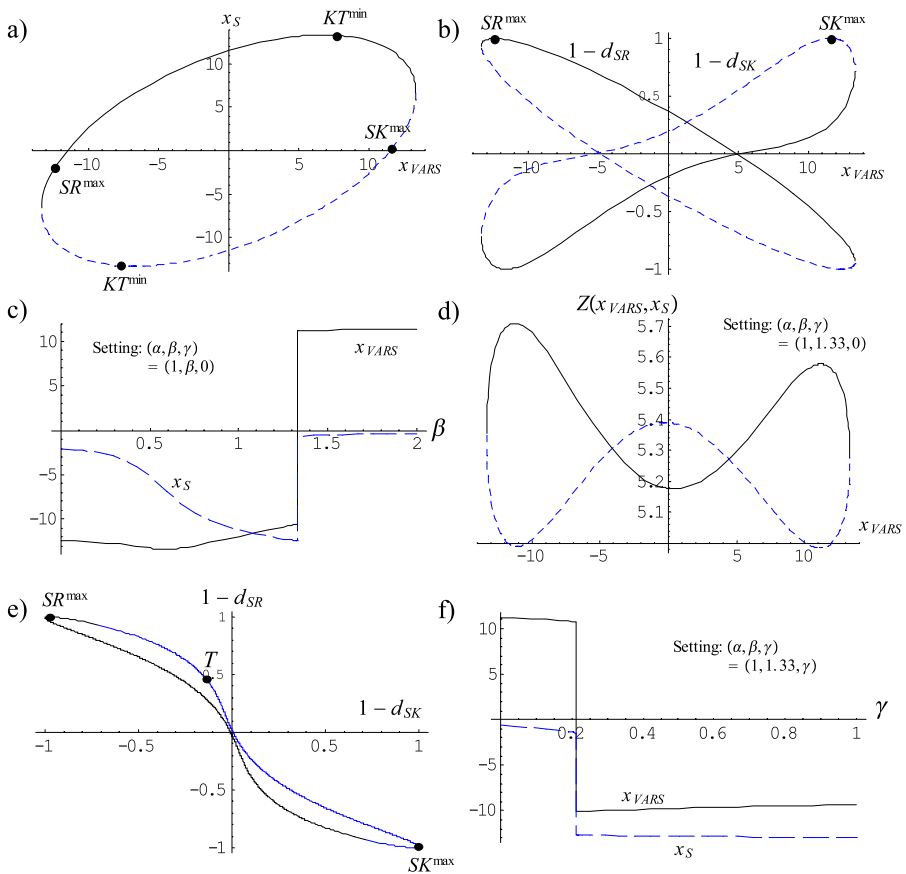 a)
x_S
KT^min
10
5
−10
−5
5
10
x_VARS
SK^max
SR^max
−5
−10
KT^min
b)
SR^max
SK^max
1
1 − d_SR
1 − d_SK
0.5
−10
−5
5
10
x_VARS
−0.5
−1
c)
10
Setting: (α, β, γ)
= (1, β, 0)
x_VARS
5
0.5
1
1.5
2
β
−5
x_S
−10
d)
Z(x_VARS, x_S)
5.7
Setting: (α, β, γ)
= (1, 1.33, 0)
5.6
5.5
5.4
5.3
5.2
5.1
x_VARS
−10
−5
5
10
e)
SR^max
1 − d_SR
1
T
0.5
1 − d_SK
−1
−0.5
0.5
1
−0.5
−1
SK^max
f)
10
Setting: (α, β, γ)
= (1, 1.33, γ)
5
0.2
0.4
0.6
0.8
1
γ
−5
x_VARS
−10
x_S